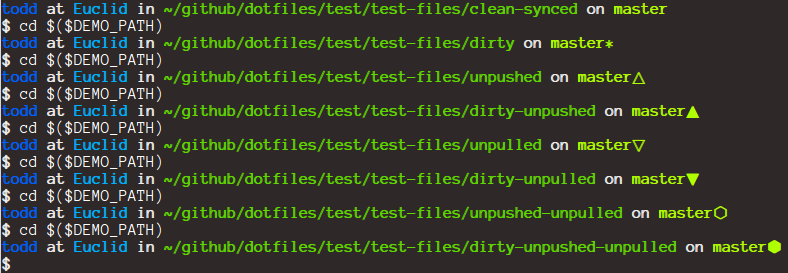 todd at Euclid in ~/github/dotfiles/test/test-files/clean-synced on master
$ cd $($DEMO_PATH)
todd at Euclid in ~/github/dotfiles/test/test-files/dirty on master*
$ cd $($DEMO_PATH)
todd at Euclid in ~/github/dotfiles/test/test-files/unpushed on master△
$ cd $($DEMO_PATH)
todd at Euclid in ~/github/dotfiles/test/test-files/dirty-unpushed on master▲
$ cd $($DEMO_PATH)
todd at Euclid in ~/github/dotfiles/test/test-files/unpulled on master▽
$ cd $($DEMO_PATH)
todd at Euclid in ~/github/dotfiles/test/test-files/dirty-unpulled on master▼
$ cd $($DEMO_PATH)
todd at Euclid in ~/github/dotfiles/test/test-files/unpushed-unpulled on master⬡
$ cd $($DEMO_PATH)
todd at Euclid in ~/github/dotfiles/test/test-files/dirty-unpushed-unpulled on master⬢
$